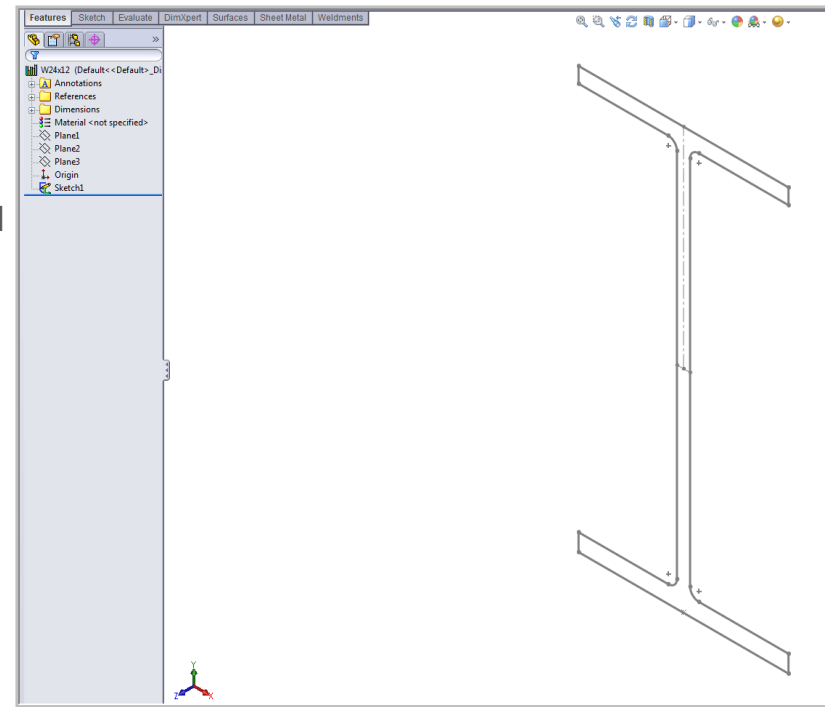 Features Sketch Evaluate DimXpert Surfaces Sheet Metal Weldments
»
W24x12 (Default<<Default>_Di
A Annotations
References
Dimensions
Material <not specified>
Plane1
Plane2
Plane3
Origin
Sketch1
Y
Z X